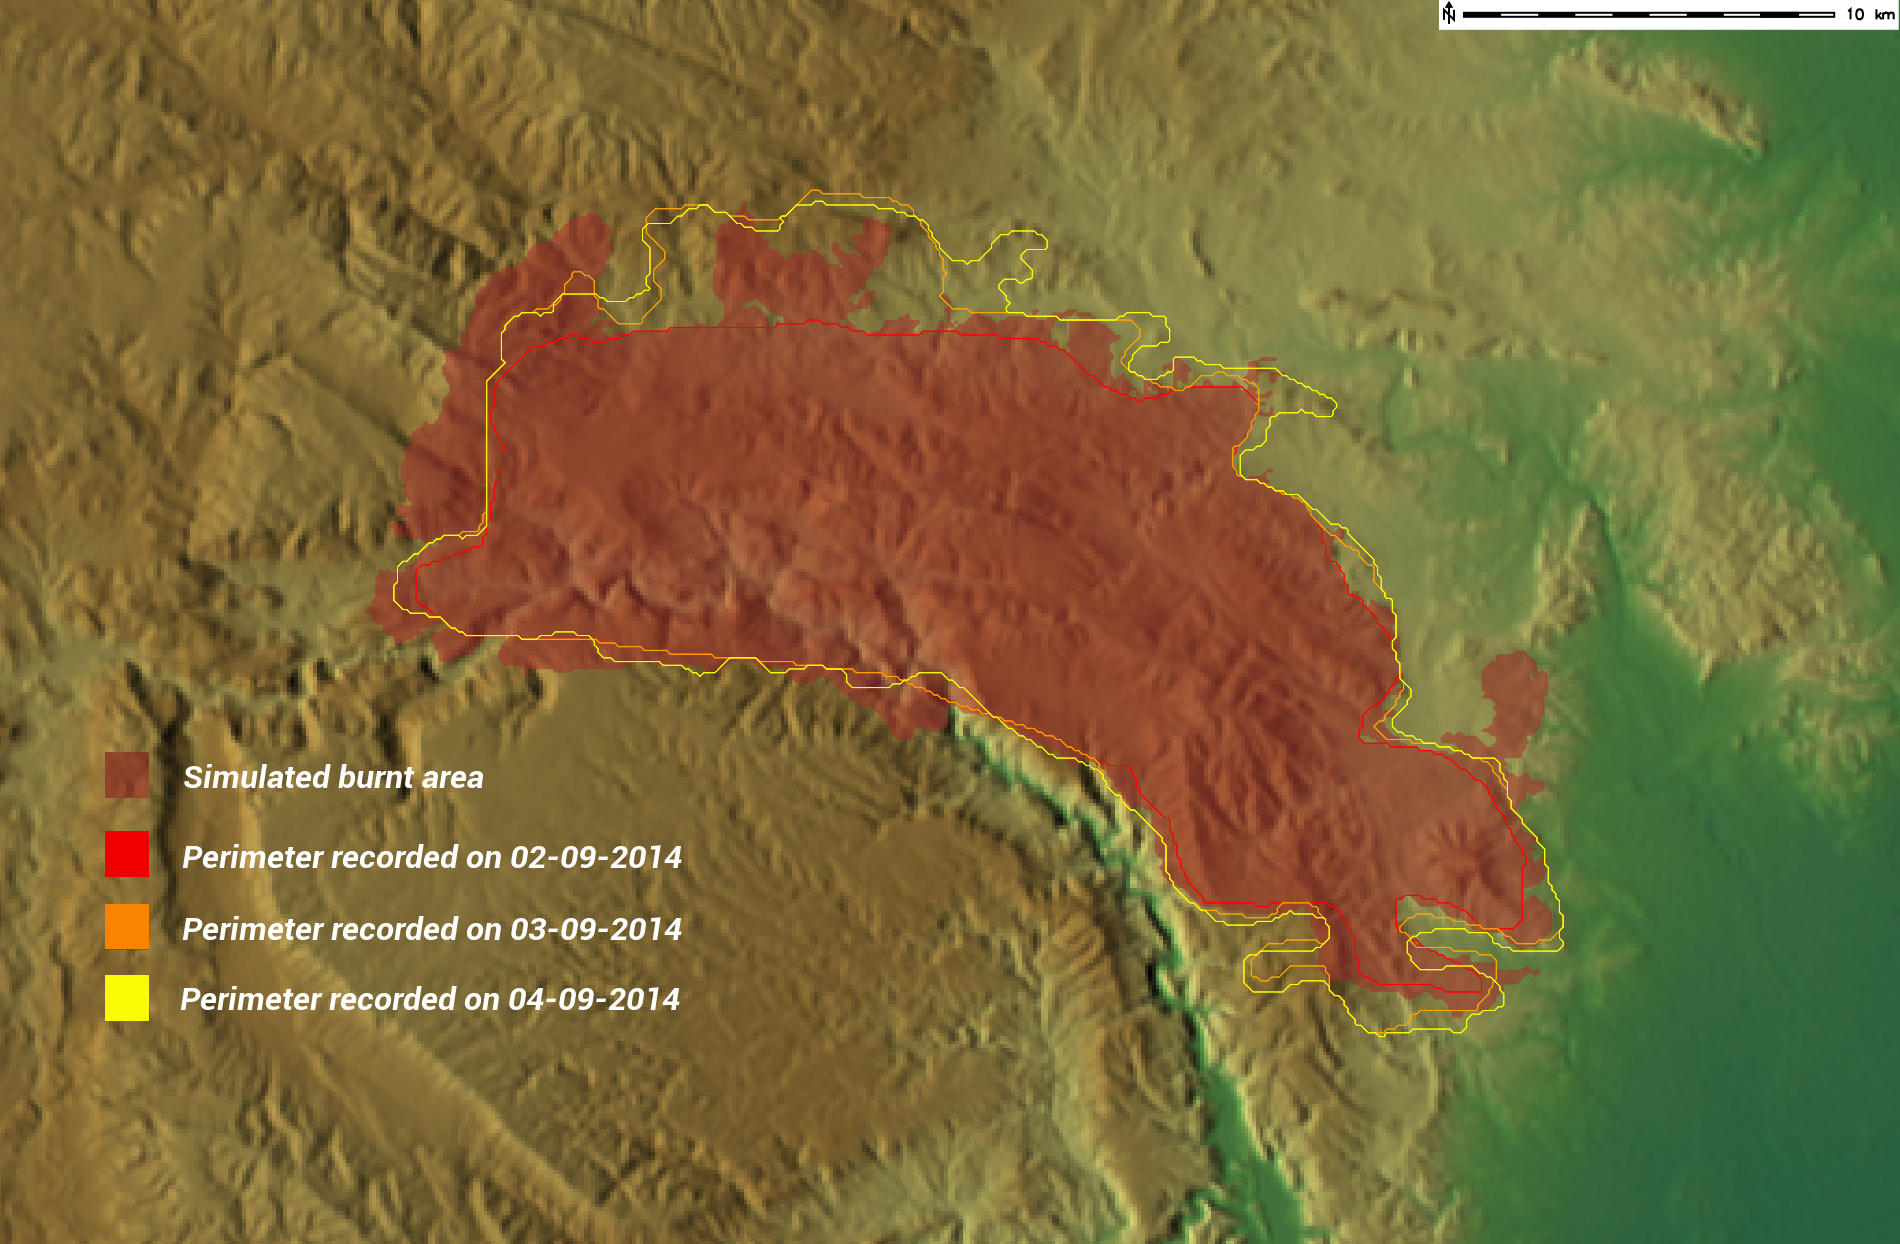 N 10 km
Simulated burnt area
Perimeter recorded on 02-09-2014
Perimeter recorded on 03-09-2014
Perimeter recorded on 04-09-2014